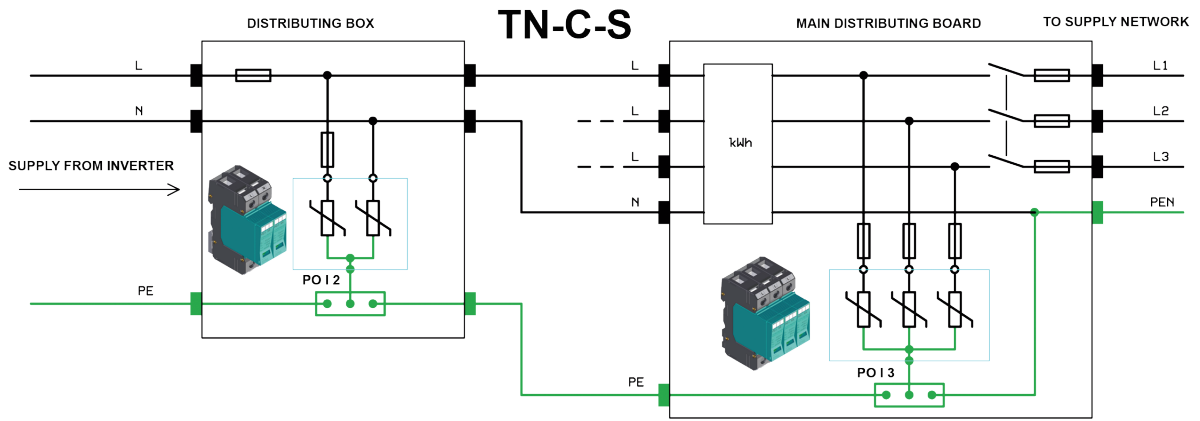 TN-C-S
DISTRIBUTING BOX
MAIN DISTRIBUTING BOARD
TO SUPPLY NETWORK
L
L
L1
N
L
L2
kWh
SUPPLY FROM INVERTER
L
L3
N
PEN
PO I 2
PE
PO I 3
PE